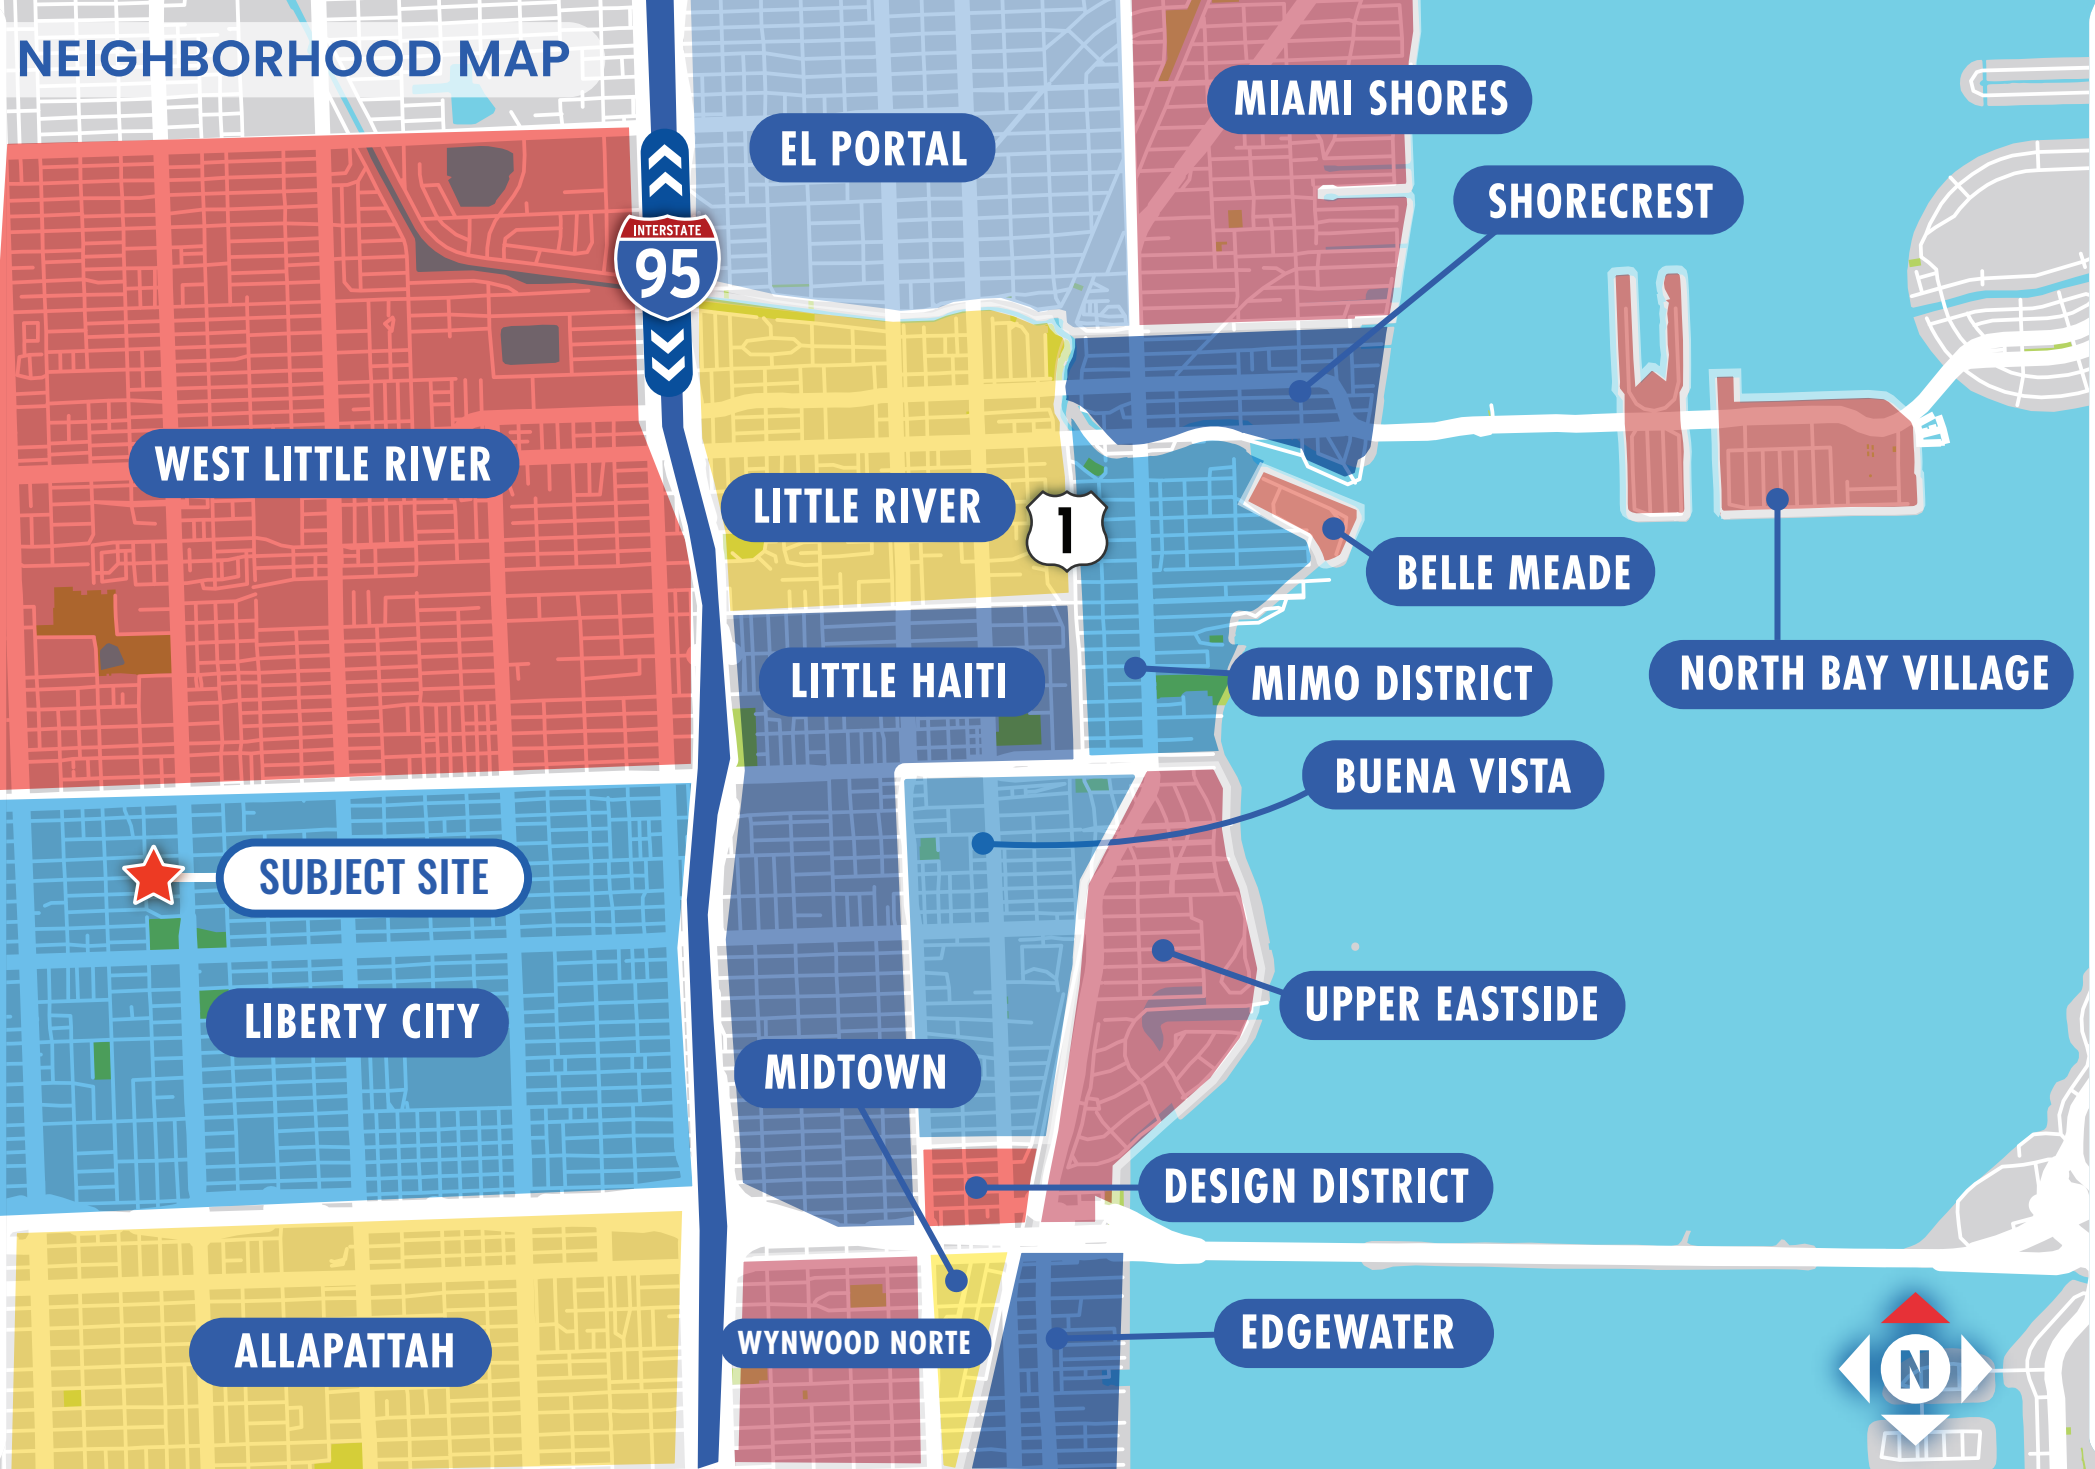 NEIGHBORHOOD MAP
MIAMI SHORES
EL PORTAL
SHORECREST
INTERSTATE
95
WEST LITTLE RIVER
LITTLE RIVER
1
BELLE MEADE
LITTLE HAITI
MIMO DISTRICT
NORTH BAY VILLAGE
BUENA VISTA
SUBJECT SITE
UPPER EASTSIDE
LIBERTY CITY
MIDTOWN
DESIGN DISTRICT
EDGEWATER
WYNWOOD NORTE
ALLAPATTAH
N